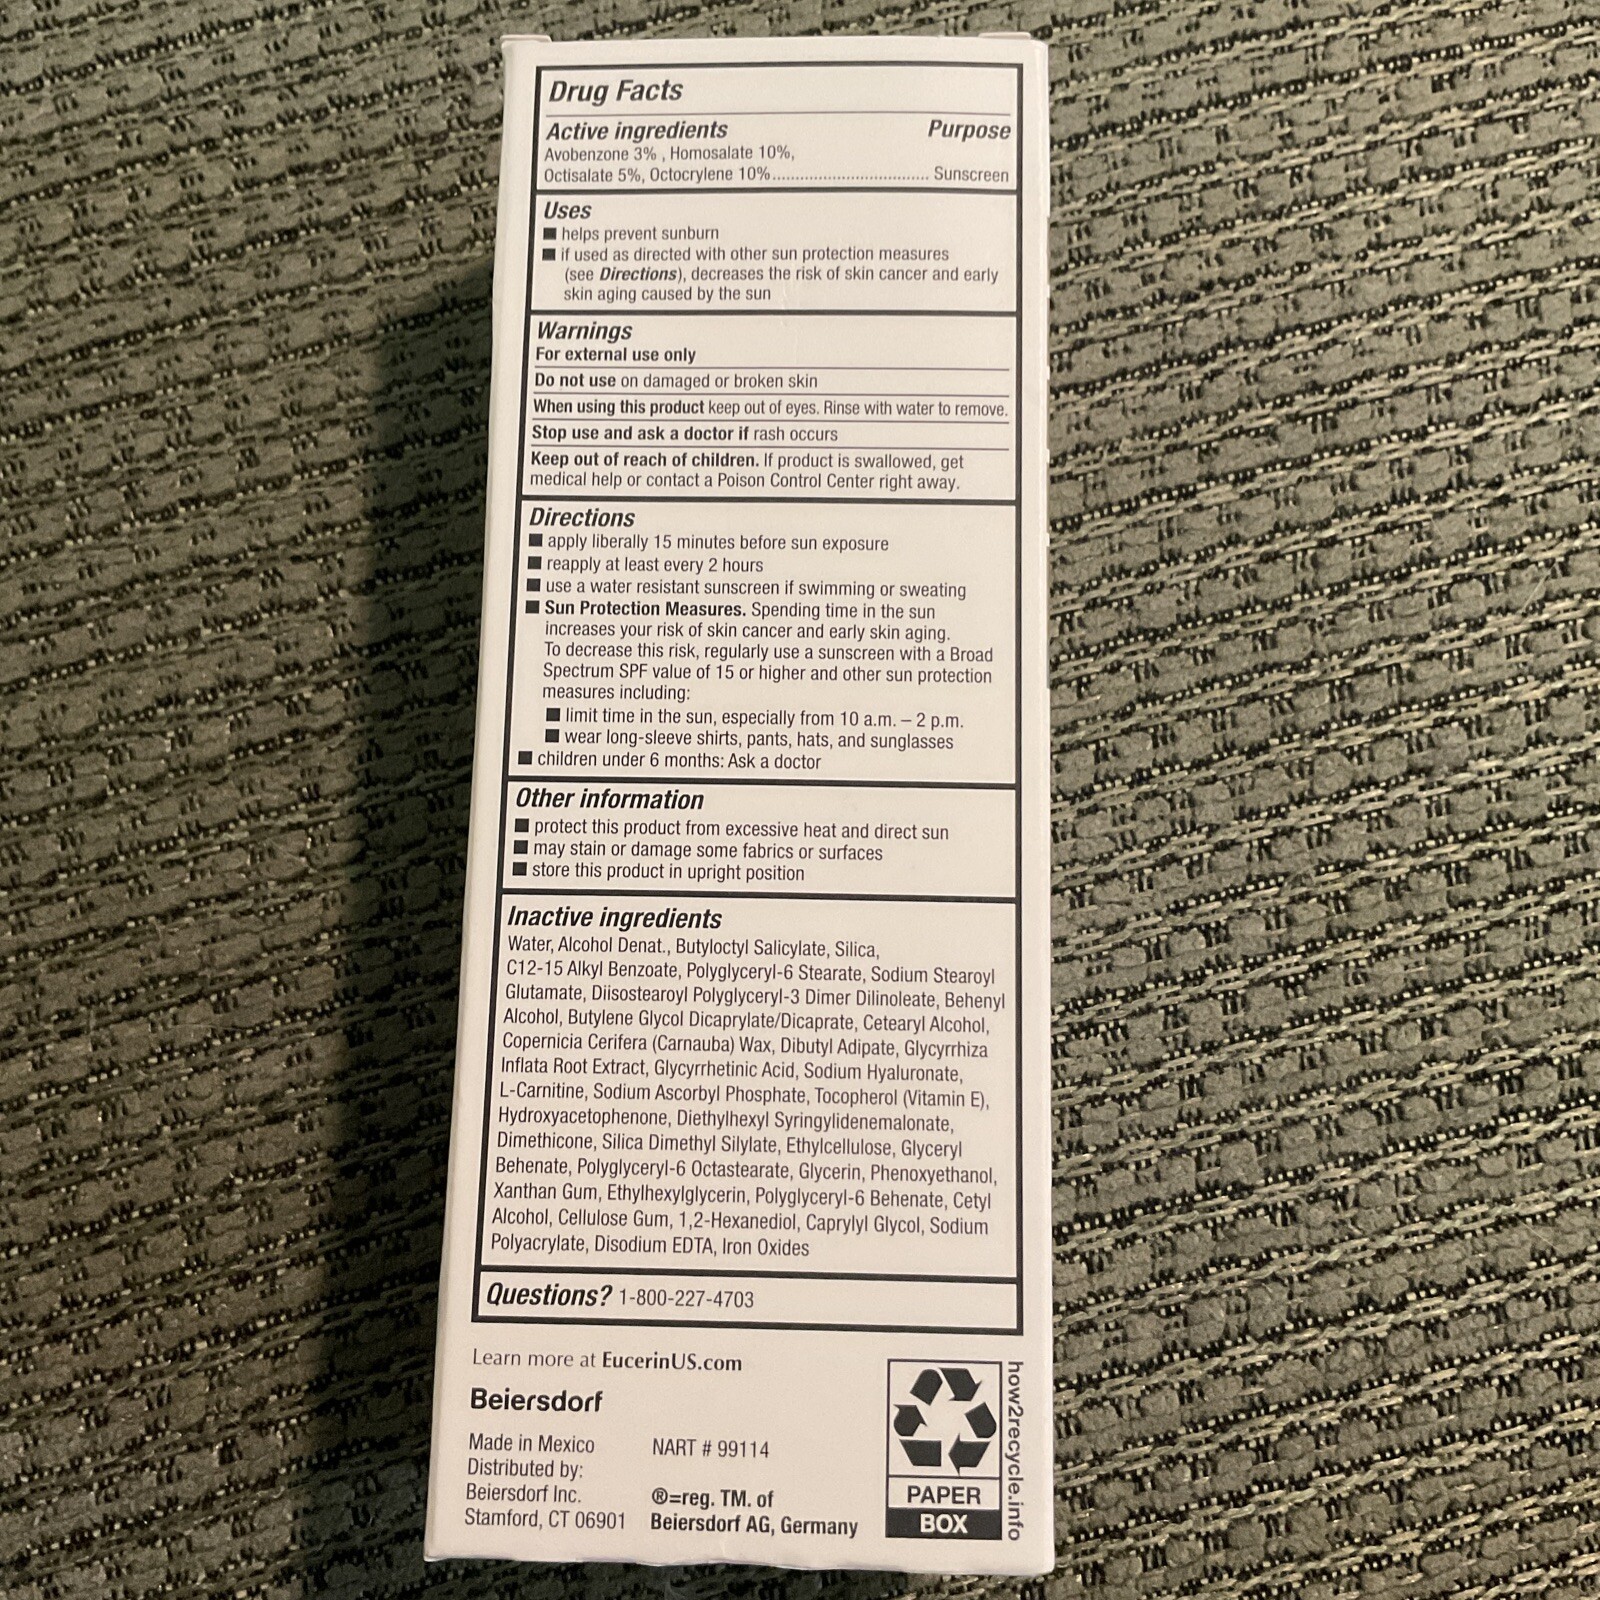 Drug Facts
Active ingredients Purpose
Avobenzone 3% , Homosalate 10%,
Octisalate 5%, Octocrylene 10%................................ Sunscreen
Uses
■ helps prevent sunburn
■ if used as directed with other sun protection measures
(see Directions), decreases the risk of skin cancer and early
skin aging caused by the sun
Warnings
For external use only
Do not use on damaged or broken skin
When using this product keep out of eyes. Rinse with water to remove.
Stop use and ask a doctor if rash occurs
Keep out of reach of children. If product is swallowed, get
medical help or contact a Poison Control Center right away.
Directions
■ apply liberally 15 minutes before sun exposure
■ reapply at least every 2 hours
■ use a water resistant sunscreen if swimming or sweating
■ Sun Protection Measures. Spending time in the sun
increases your risk of skin cancer and early skin aging.
To decrease this risk, regularly use a sunscreen with a Broad
Spectrum SPF value of 15 or higher and other sun protection
measures including:
■ limit time in the sun, especially from 10 a.m. – 2 p.m.
■ wear long-sleeve shirts, pants, hats, and sunglasses
■ children under 6 months: Ask a doctor
Other information
■ protect this product from excessive heat and direct sun
■ may stain or damage some fabrics or surfaces
■ store this product in upright position
Inactive ingredients
Water, Alcohol Denat., Butyloctyl Salicylate, Silica,
C12-15 Alkyl Benzoate, Polyglyceryl-6 Stearate, Sodium Stearoyl
Glutamate, Diisostearoyl Polyglyceryl-3 Dimer Dilinoleate, Behenyl
Alcohol, Butylene Glycol Dicaprylate/Dicaprate, Cetearyl Alcohol,
Copernicia Cerifera (Carnauba) Wax, Dibutyl Adipate, Glycyrrhiza
Inflata Root Extract, Glycyrrhetinic Acid, Sodium Hyaluronate,
L-Carnitine, Sodium Ascorbyl Phosphate, Tocopherol (Vitamin E),
Hydroxyacetophenone, Diethylhexyl Syringylidenemalonate,
Dimethicone, Silica Dimethyl Silylate, Ethylcellulose, Glyceryl
Behenate, Polyglyceryl-6 Octastearate, Glycerin, Phenoxyethanol,
Xanthan Gum, Ethylhexylglycerin, Polyglyceryl-6 Behenate, Cetyl
Alcohol, Cellulose Gum, 1,2-Hexanediol, Caprylyl Glycol, Sodium
Polyacrylate, Disodium EDTA, Iron Oxides
Questions? 1-800-227-4703
Learn more at EucerinUS.com
Beiersdorf
Made in Mexico
Distributed by:
Beiersdorf Inc.
Stamford, CT 06901
NART # 99114
®=reg. TM. of
Beiersdorf AG, Germany
PAPER
BOX
how2recycle.info